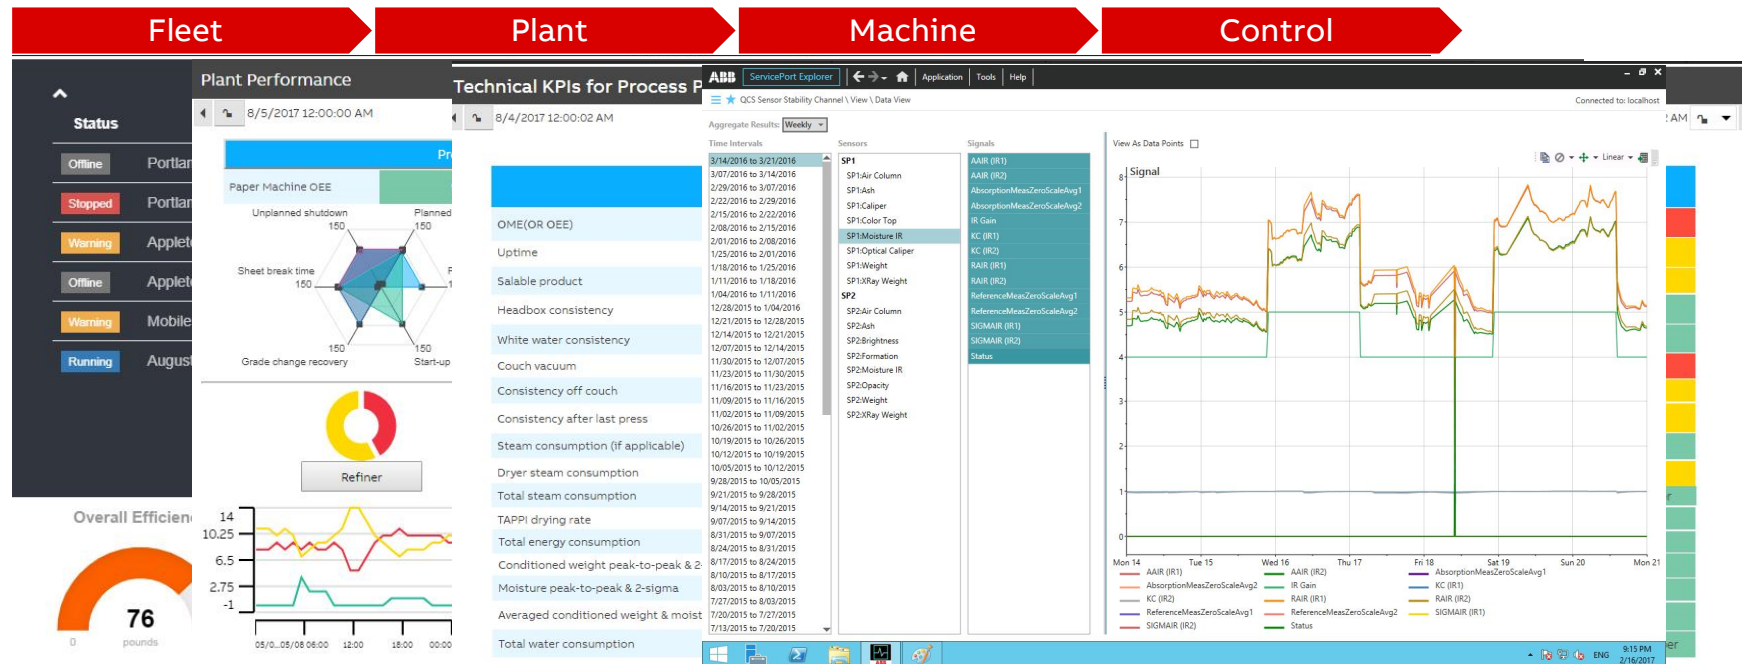 Fleet
Plant
Machine
Control
Status
Offline
Stopped
Warning
Offline
Warning
Running
Overall
76
0
pounds
Plant Performance
8/5/2017 12:00:00 AM
Paper Machine OEE
Unplanned shutdown
Planned
150
150
Sheet break time
150
150
150
Grade change recovery
Start-up
Refiner
14
10.25
6.5
2.75
-1
05/0...05/08 06:00 12:00 18:00 00:00
Technical KPIs for Process P
8/4/2017 12:00:02 AM
OME(OR OEE)
Uptime
Salable product
Headbox consistency
White water consistency
Couch vacuum
Consistency off couch
Consistency after last press
Steam consumption (if applicable)
Dryer steam consumption
Total steam consumption
TAPPI drying rate
Total energy consumption
Conditioned weight peak-to-peak & 2-
Moisture peak-to-peak & 2-sigma
Averaged conditioned weight & moist
Total water consumption
ABB ServicePort Explorer Application Tools Help
QCS Sensor Stability Channel \ View \ Data View
Connected to: localhost
Aggregate Results: Weekly
Time Intervals
3/14/2016 to 3/21/2016
3/07/2016 to 3/14/2016
2/29/2016 to 3/07/2016
2/22/2016 to 2/29/2016
2/15/2016 to 2/22/2016
2/08/2016 to 2/15/2016
2/01/2016 to 2/08/2016
1/25/2016 to 2/01/2016
1/18/2016 to 1/25/2016
1/11/2016 to 1/18/2016
1/04/2016 to 1/11/2016
12/28/2015 to 1/04/2016
12/21/2015 to 12/28/2015
12/14/2015 to 12/21/2015
12/07/2015 to 12/14/2015
11/30/2015 to 12/07/2015
11/23/2015 to 11/30/2015
11/16/2015 to 11/23/2015
11/09/2015 to 11/16/2015
11/02/2015 to 11/09/2015
10/26/2015 to 11/02/2015
10/19/2015 to 10/26/2015
10/12/2015 to 10/19/2015
10/05/2015 to 10/12/2015
9/28/2015 to 10/05/2015
9/21/2015 to 9/28/2015
9/14/2015 to 9/21/2015
9/07/2015 to 9/14/2015
8/31/2015 to 9/07/2015
8/24/2015 to 8/31/2015
8/17/2015 to 8/24/2015
8/10/2015 to 8/17/2015
8/03/2015 to 8/10/2015
7/27/2015 to 8/03/2015
7/20/2015 to 7/27/2015
7/13/2015 to 7/20/2015
Sensors
SP1
SP1:Air Column
SP1:Ash
SP1:Caliper
SP1:Color Top
SP1:Moisture IR
SP1:Optical Caliper
SP1:Weight
SP1:XRay Weight
SP2
SP2:Air Column
SP2:Ash
SP2:Brightness
SP2:Formation
SP2:Moisture IR
SP2:Opacity
SP2:Weight
SP2:XRay Weight
Signals
AAIR (IR1)
AAIR (IR2)
AbsorptionMeasZeroScaleAvg1
AbsorptionMeasZeroScaleAvg2
IR Gain
KC (IR1)
KC (IR2)
RAIR (IR1)
RAIR (IR2)
ReferenceMeasZeroScaleAvg1
ReferenceMeasZeroScaleAvg2
SIGMAIR (IR1)
SIGMAIR (IR2)
Status
View As Data Points
Linear
Signal
8
7
6
5
4
3
2
1
0
Mon 14 Tue 15 Wed 16 Thu 17 Fri 18 Sat 19 Sun 20 Mon 21
AAIR (IR1) AAIR (IR2) AbsorptionMeasZeroScaleAvg1
AbsorptionMeasZeroScaleAvg2 IR Gain KC (IR1)
KC (IR2) RAIR (IR1) RAIR (IR2)
ReferenceMeasZeroScaleAvg1 ReferenceMeasZeroScaleAvg2 SIGMAIR (IR1)
SIGMAIR (IR2) Status
AM
ENG
9:15 PM
2/16/2017